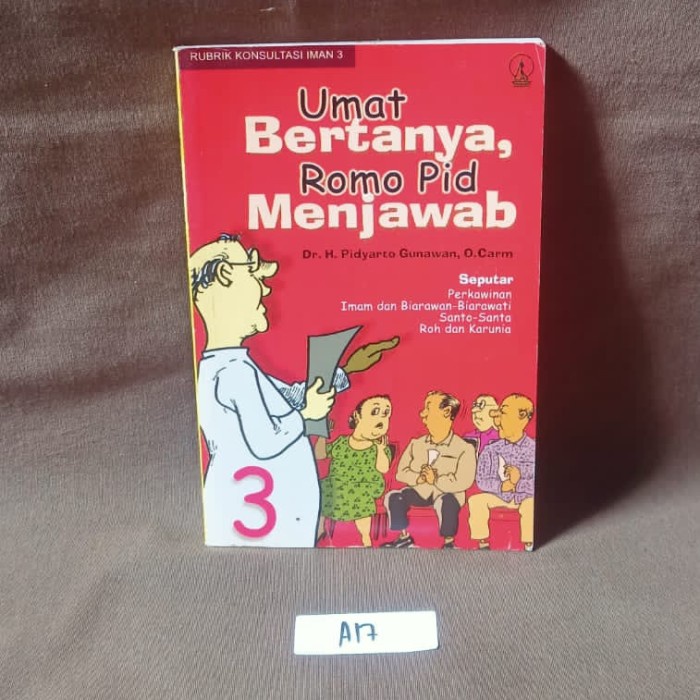 RUBRIK KONSULTASI IMAN 3
Umat
Bertanya,
Romo Pid
Menjawab
Dr. H. Pidyarto Gunawan, O.Carm
Seputar
Perkawinan
Imam dan Biarawan-Biarawati
Santo-Santa
Roh dan Karunia
3
A17